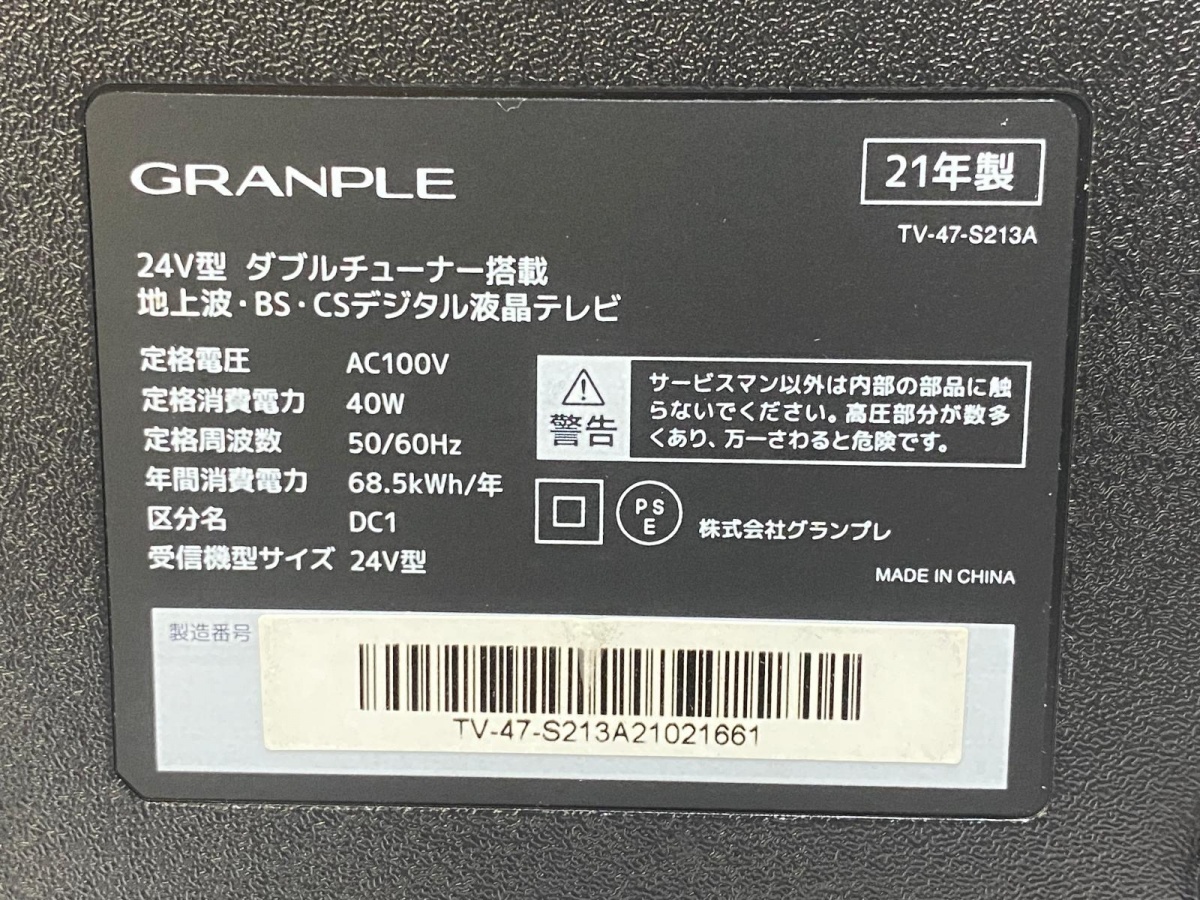 GRANPLE
21年製
TV-47-S213A
24V型 ダブルチューナー搭載
地上波・BS・CSデジタル液晶テレビ
定格電圧 AC100V
定格消費電力 40W
定格周波数 50/60Hz
年間消費電力 68.5kWh/年
区分名 DC1
受信機型サイズ 24V型
警告
サービスマン以外は内部の部品に触
らないでください。高圧部分が数多
くあり、万一さわると危険です。
PS
E
株式会社グランプレ
MADE IN CHINA
製造番号
TV-47-S213A21021661